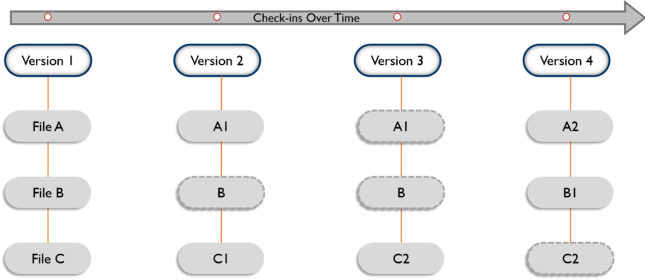 Check-ins Over Time
Version 1 Version 2 Version 3 Version 4
File A A1 A1 A2
File B B B B1
File C C1 C2 C2